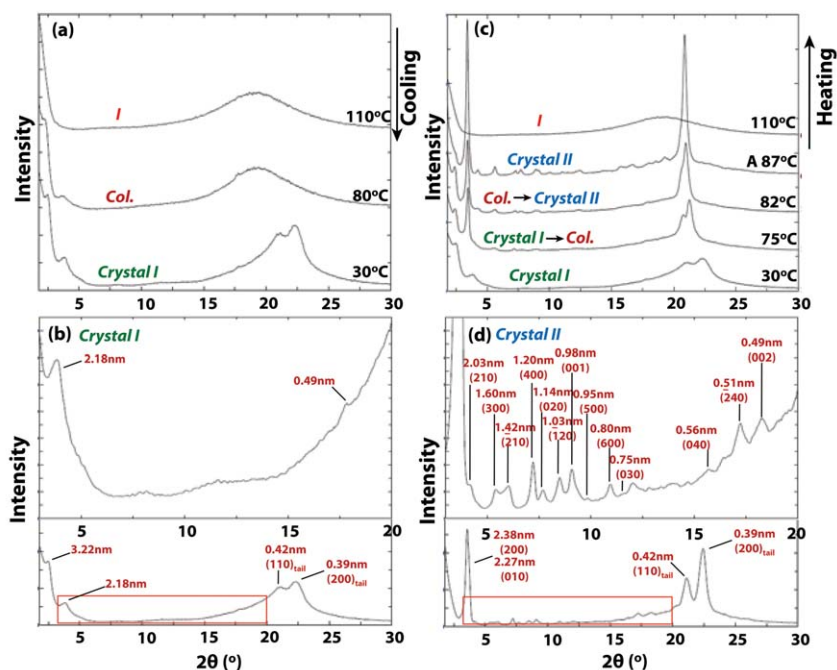 (a)
Cooling
I
110ºC
Col.
80ºC
Crystal I
30ºC
Intensity
5 10 15 20 25 30
(c)
Heating
I
110ºC
Crystal II
A 87ºC
Col. → Crystal II
82ºC
Crystal I → Col.
75ºC
Crystal I
30ºC
Intensity
5 10 15 20 25 30
(b)
Crystal I
2.18nm
0.49nm
Intensity
5 10 15 20
3.22nm
2.18nm
0.42nm
(110)tail
0.39nm
(200)tail
5 10 15 20 25 30
2θ (º)
(d)
Crystal II
2.03nm
(210)
1.60nm
(300)
1.42nm
(2̅10)
1.20nm
(400)
1.14nm
(020)
1.03nm
(1̅20)
0.98nm
(001)
0.95nm
(500)
0.80nm
(600)
0.75nm
(030)
0.56nm
(040)
0.51nm
(2̅40)
0.49nm
(002)
Intensity
5 10 15 20
2.38nm
(200)
2.27nm
(010)
0.42nm
(110)tail
0.39nm
(200)tail
5 10 15 20 25 30
2θ (º)